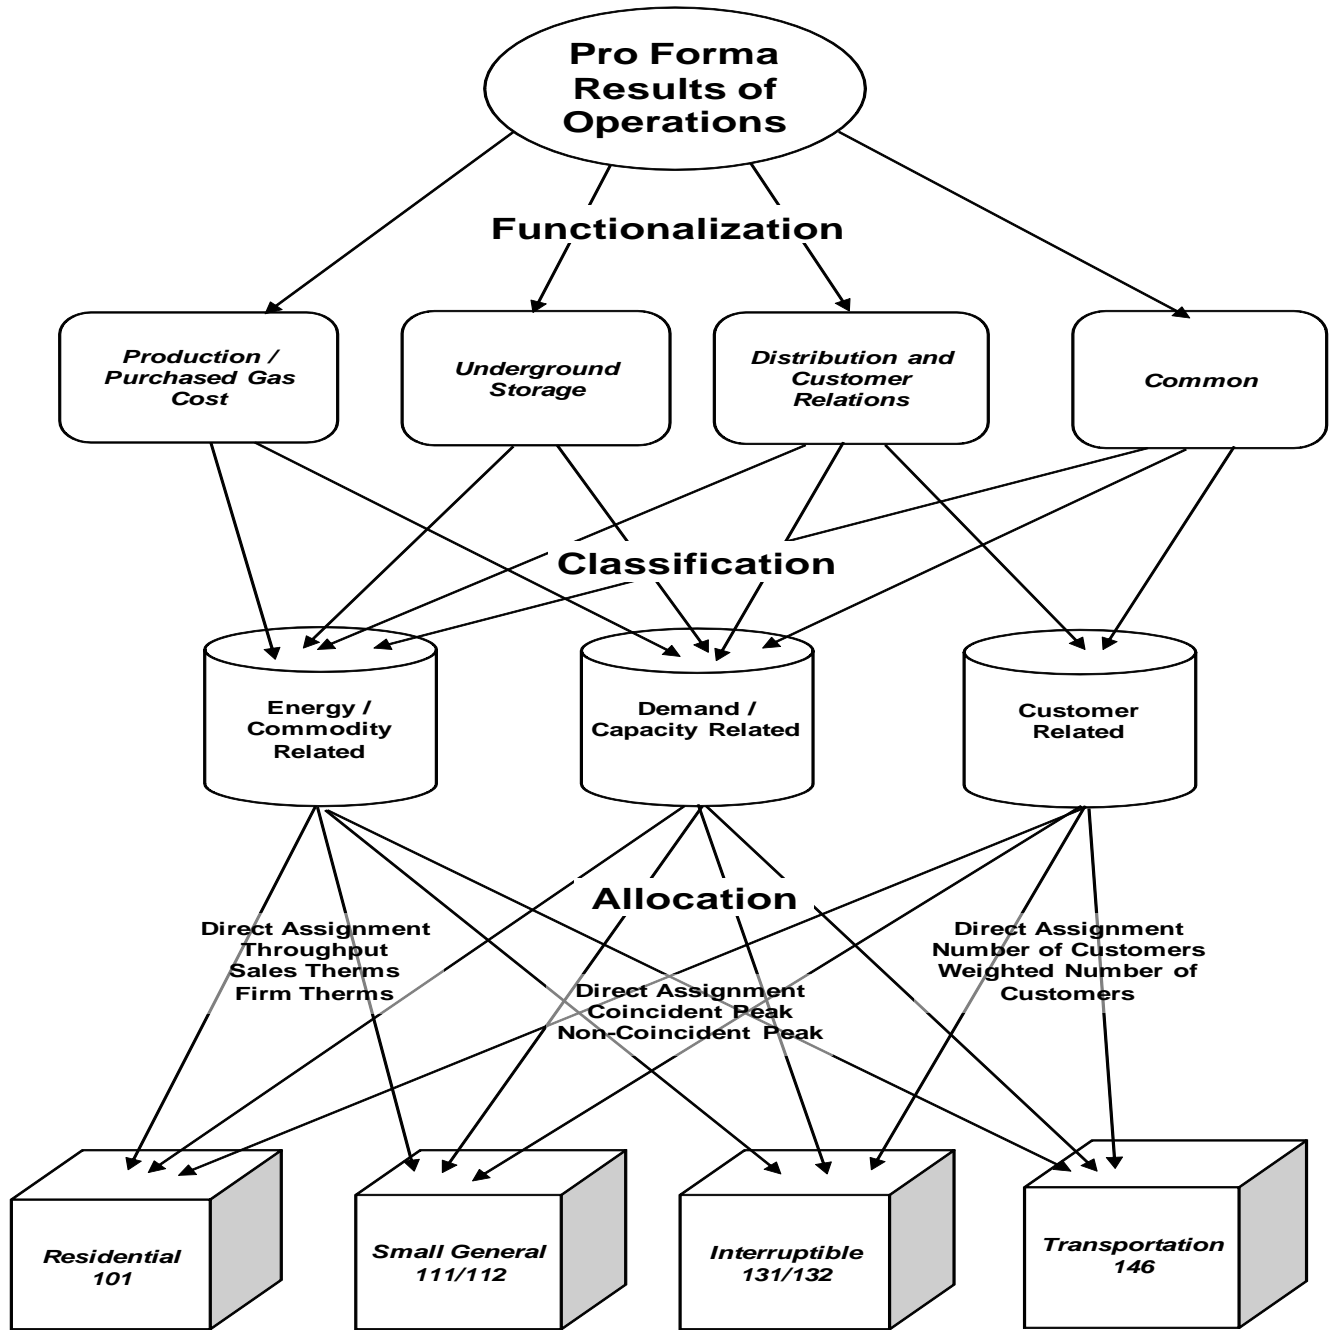 Pro Forma
Results of
Operations
Functionalization
Production /
Purchased Gas
Cost
Underground
Storage
Distribution and
Customer
Relations
Common
Classification
Energy /
Commodity
Related
Demand /
Capacity Related
Customer
Related
Allocation
Direct Assignment
Throughput
Sales Therms
Firm Therms
Direct Assignment
Coincident Peak
Non-Coincident Peak
Direct Assignment
Number of Customers
Weighted Number of
Customers
Residential
101
Small General
111/112
Interruptible
131/132
Transportation
146